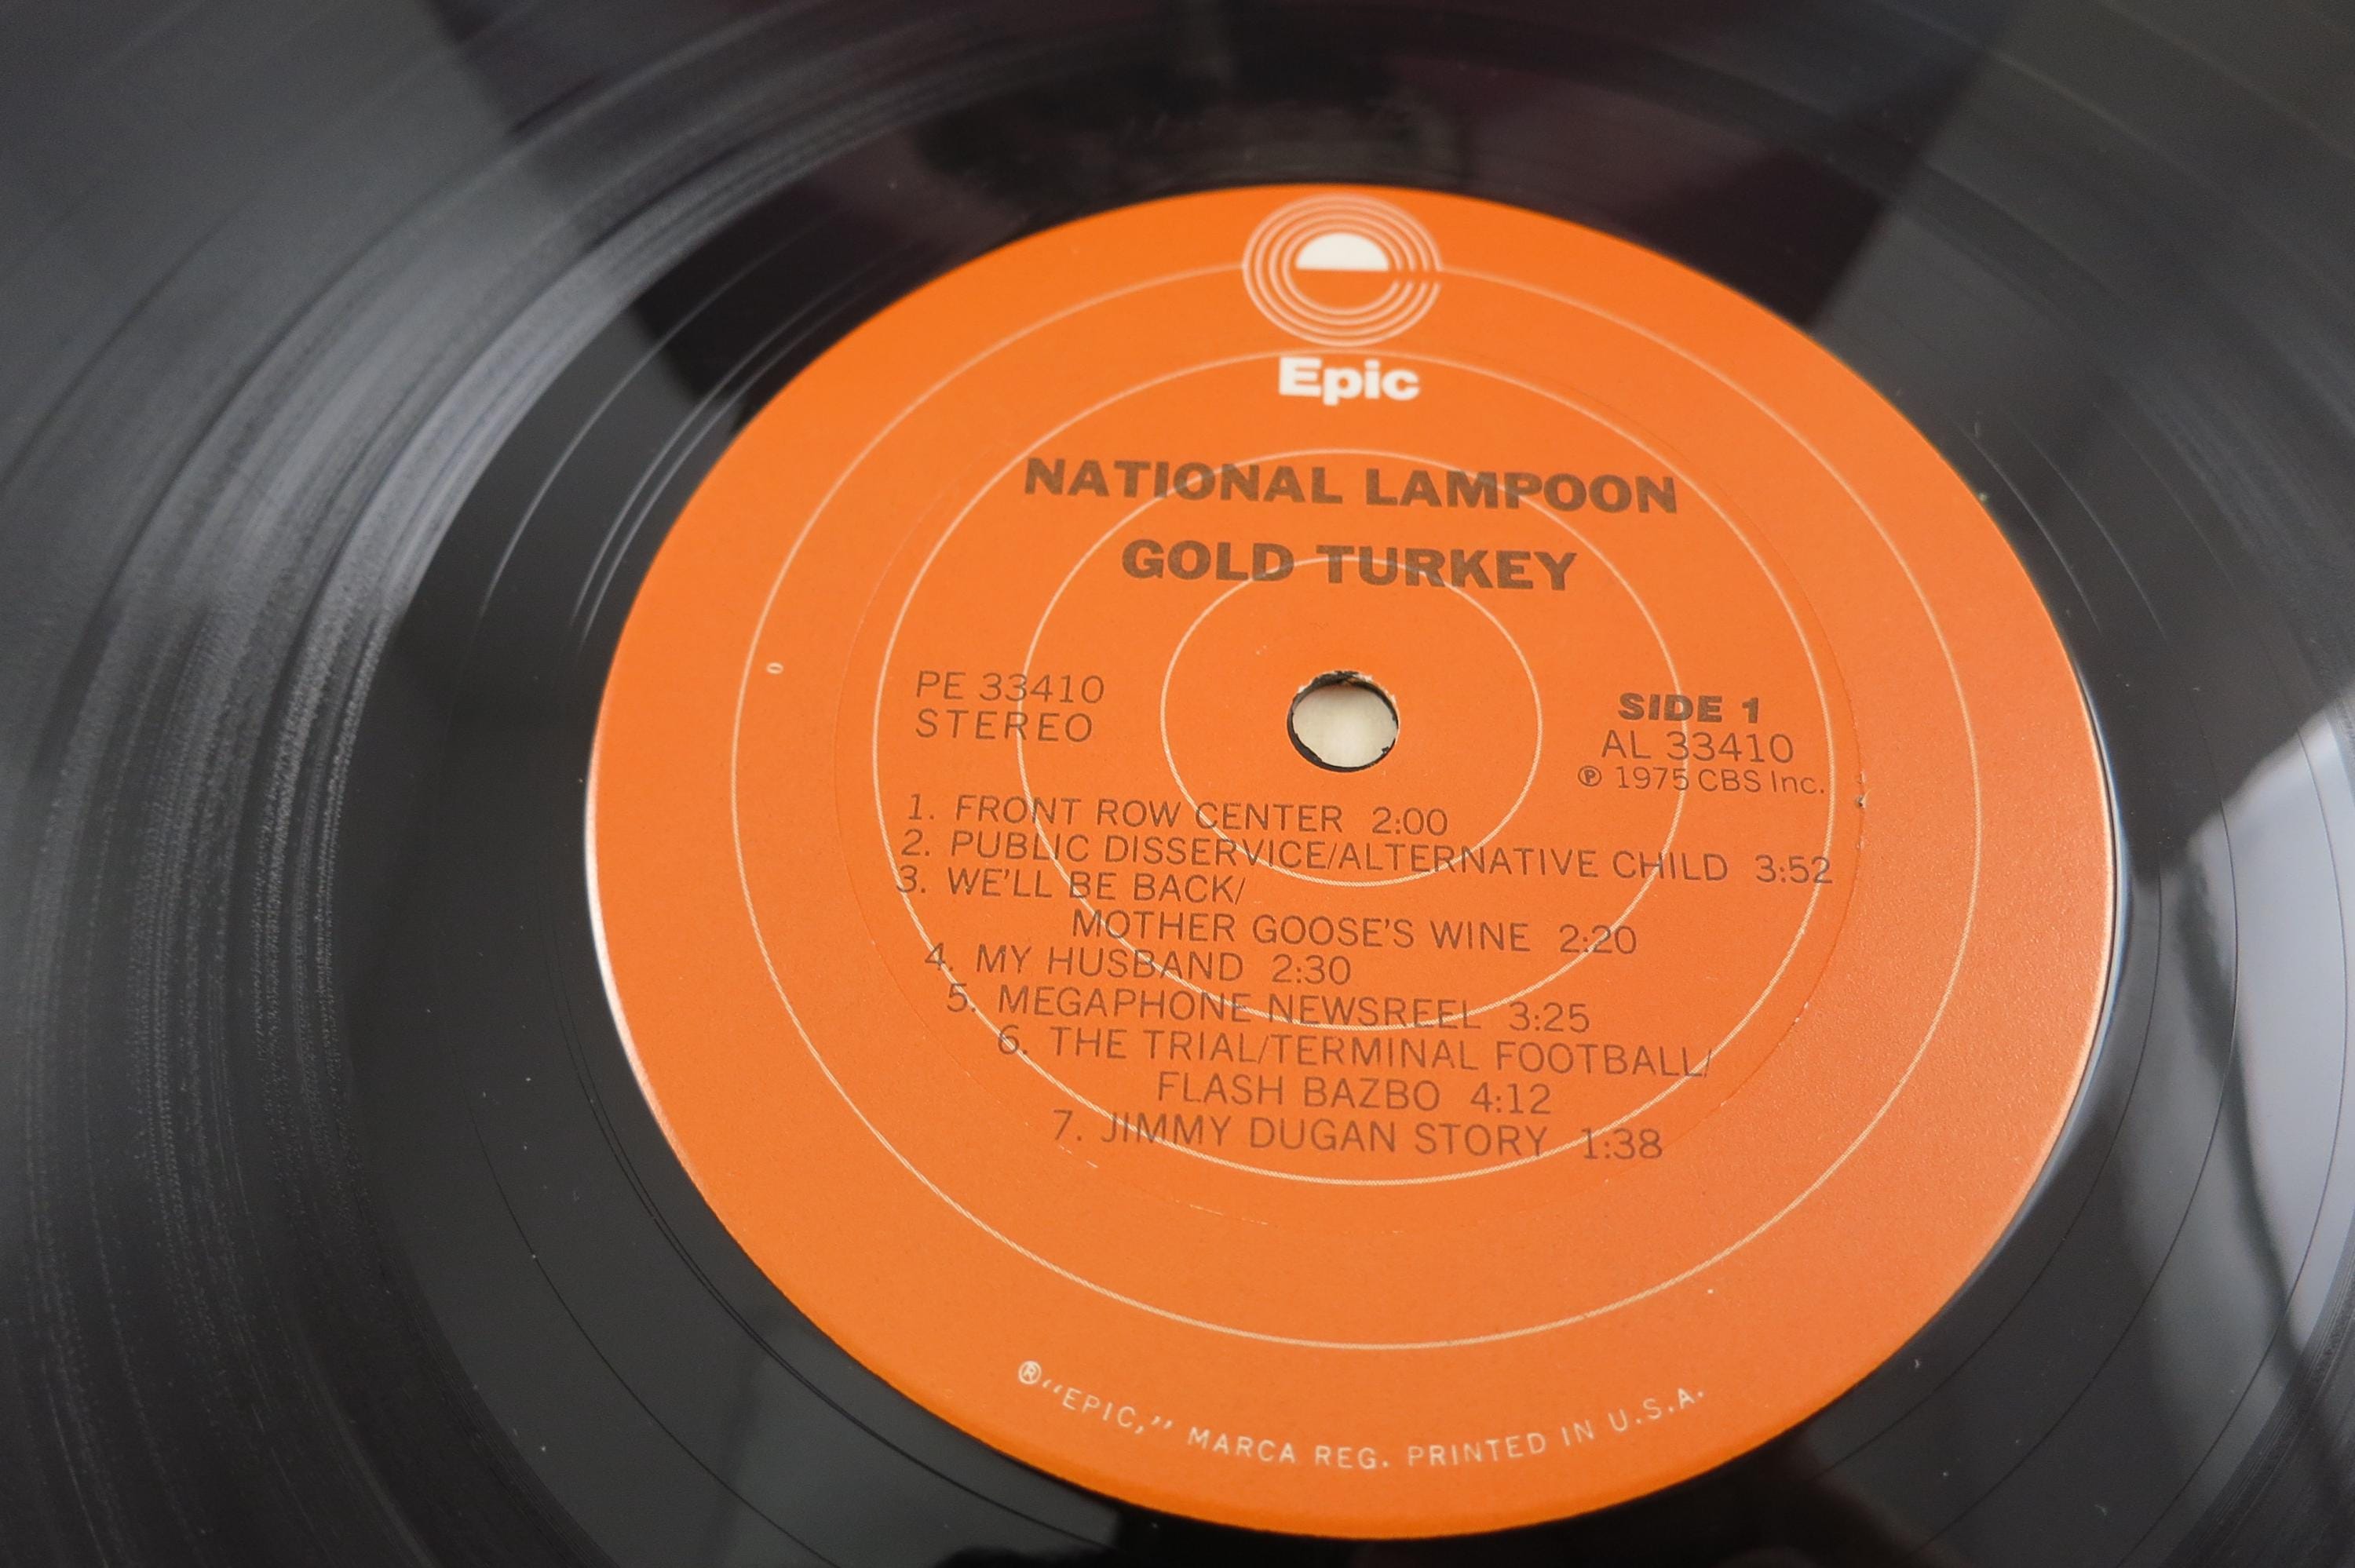 Epic
NATIONAL LAMPOON
GOLD TURKEY
PE 33410
STEREO
SIDE 1
AL 33410
℗ 1975 CBS Inc.
1. FRONT ROW CENTER 2:00
2. PUBLIC DISSERVICE/ALTERNATIVE CHILD 3:52
3. WE'LL BE BACK/
MOTHER GOOSE'S WINE 2:20
4. MY HUSBAND 2:30
5. MEGAPHONE NEWSREEL 3:25
6. THE TRIAL/TERMINAL FOOTBALL/
FLASH BAZBO 4:12
7. JIMMY DUGAN STORY 1:38
0
® "EPIC," MARCA REG. PRINTED IN U.S.A.